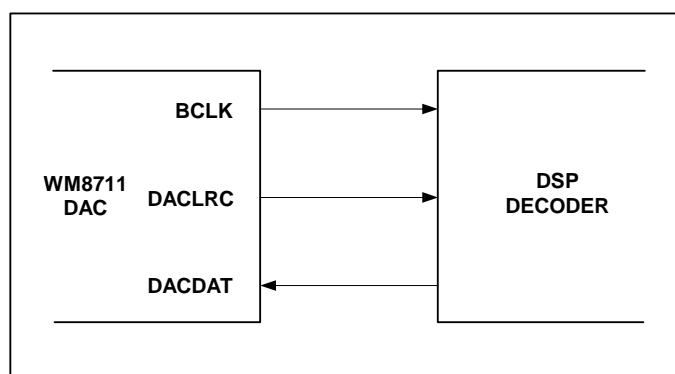 BCLK
WM8711
DAC
DACLRC
DSP
DECODER
DACDAT